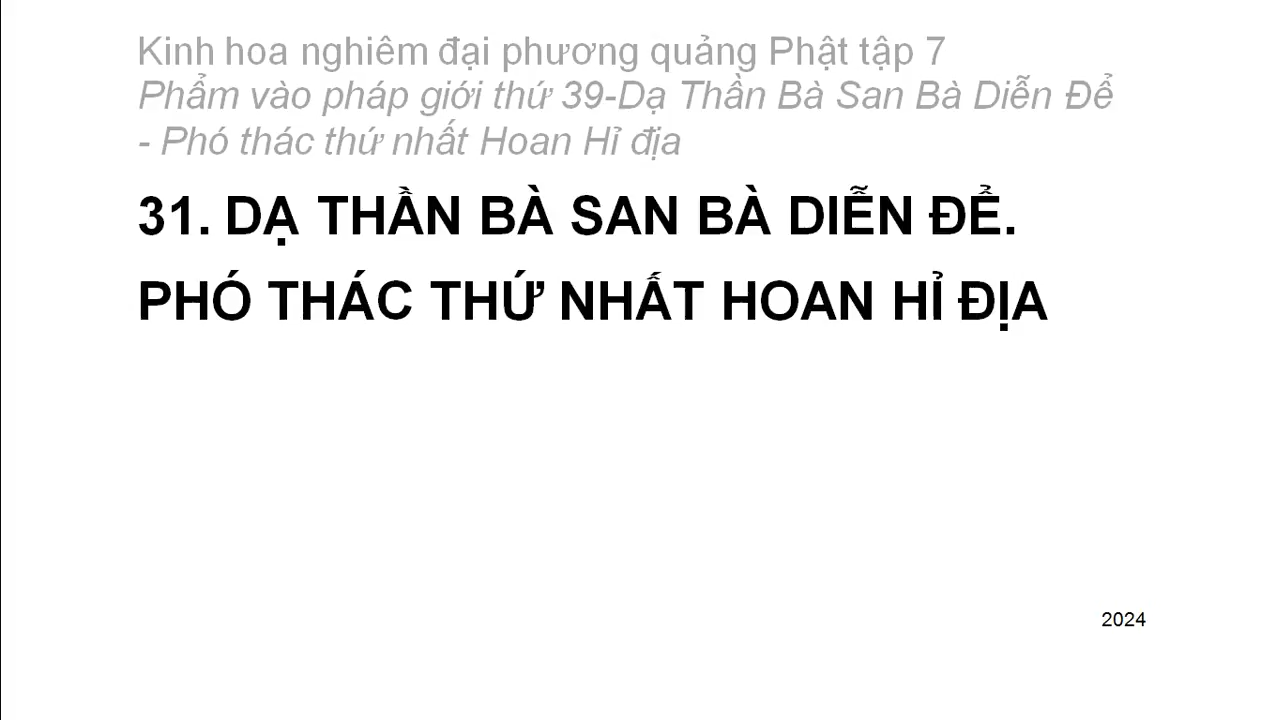 Kinh hoa nghiêm đại phương quảng Phật tập 7
Phẩm vào pháp giới thứ 39-Dạ Thần Bà San Bà Diễn Để
- Phó thác thứ nhất Hoan Hỉ địa
31. DẠ THẦN BÀ SAN BÀ DIỄN ĐỂ.
PHÓ THÁC THỨ NHẤT HOAN HỈ ĐỊA
2024